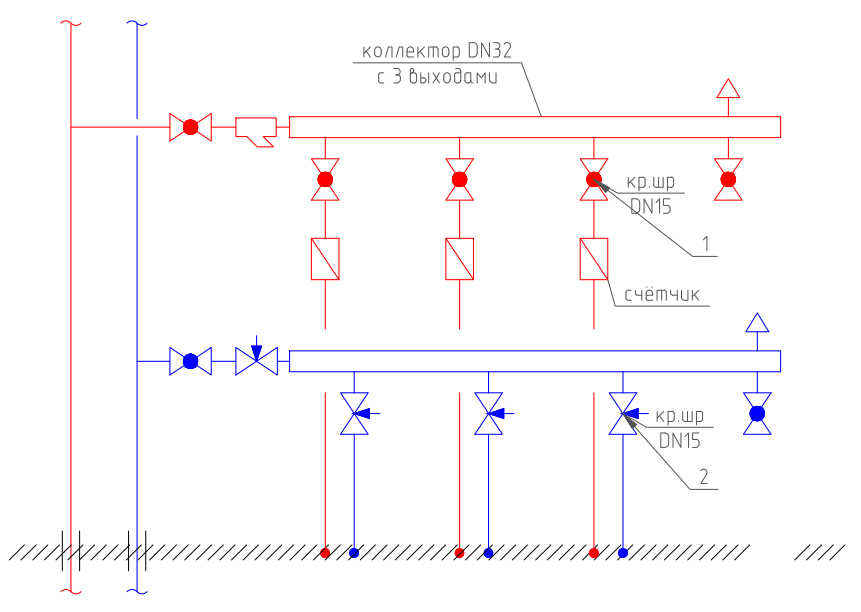 коллектор DN32
с 3 выходами
кр.шр
DN15
1
счётчик
кр.шр
DN15
2